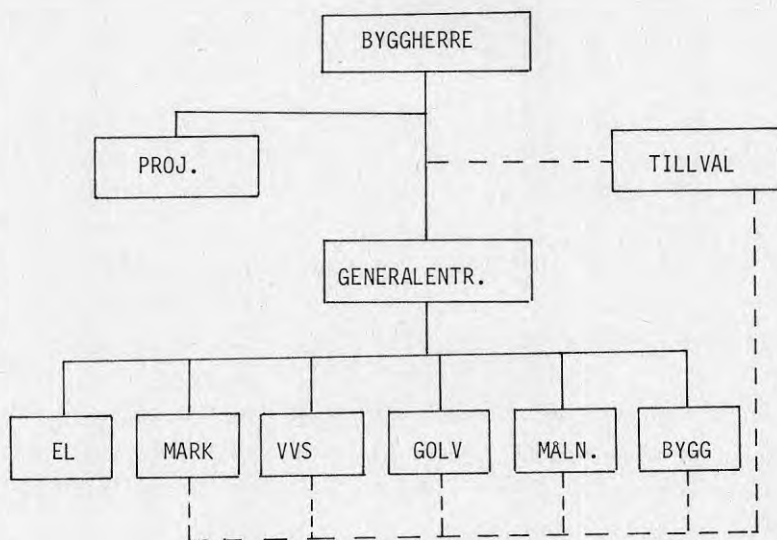 BYGGHERRE
PROJ.
TILLVAL
GENERALENTR.
EL
MARK
VVS
GOLV
MÅLN.
BYGG